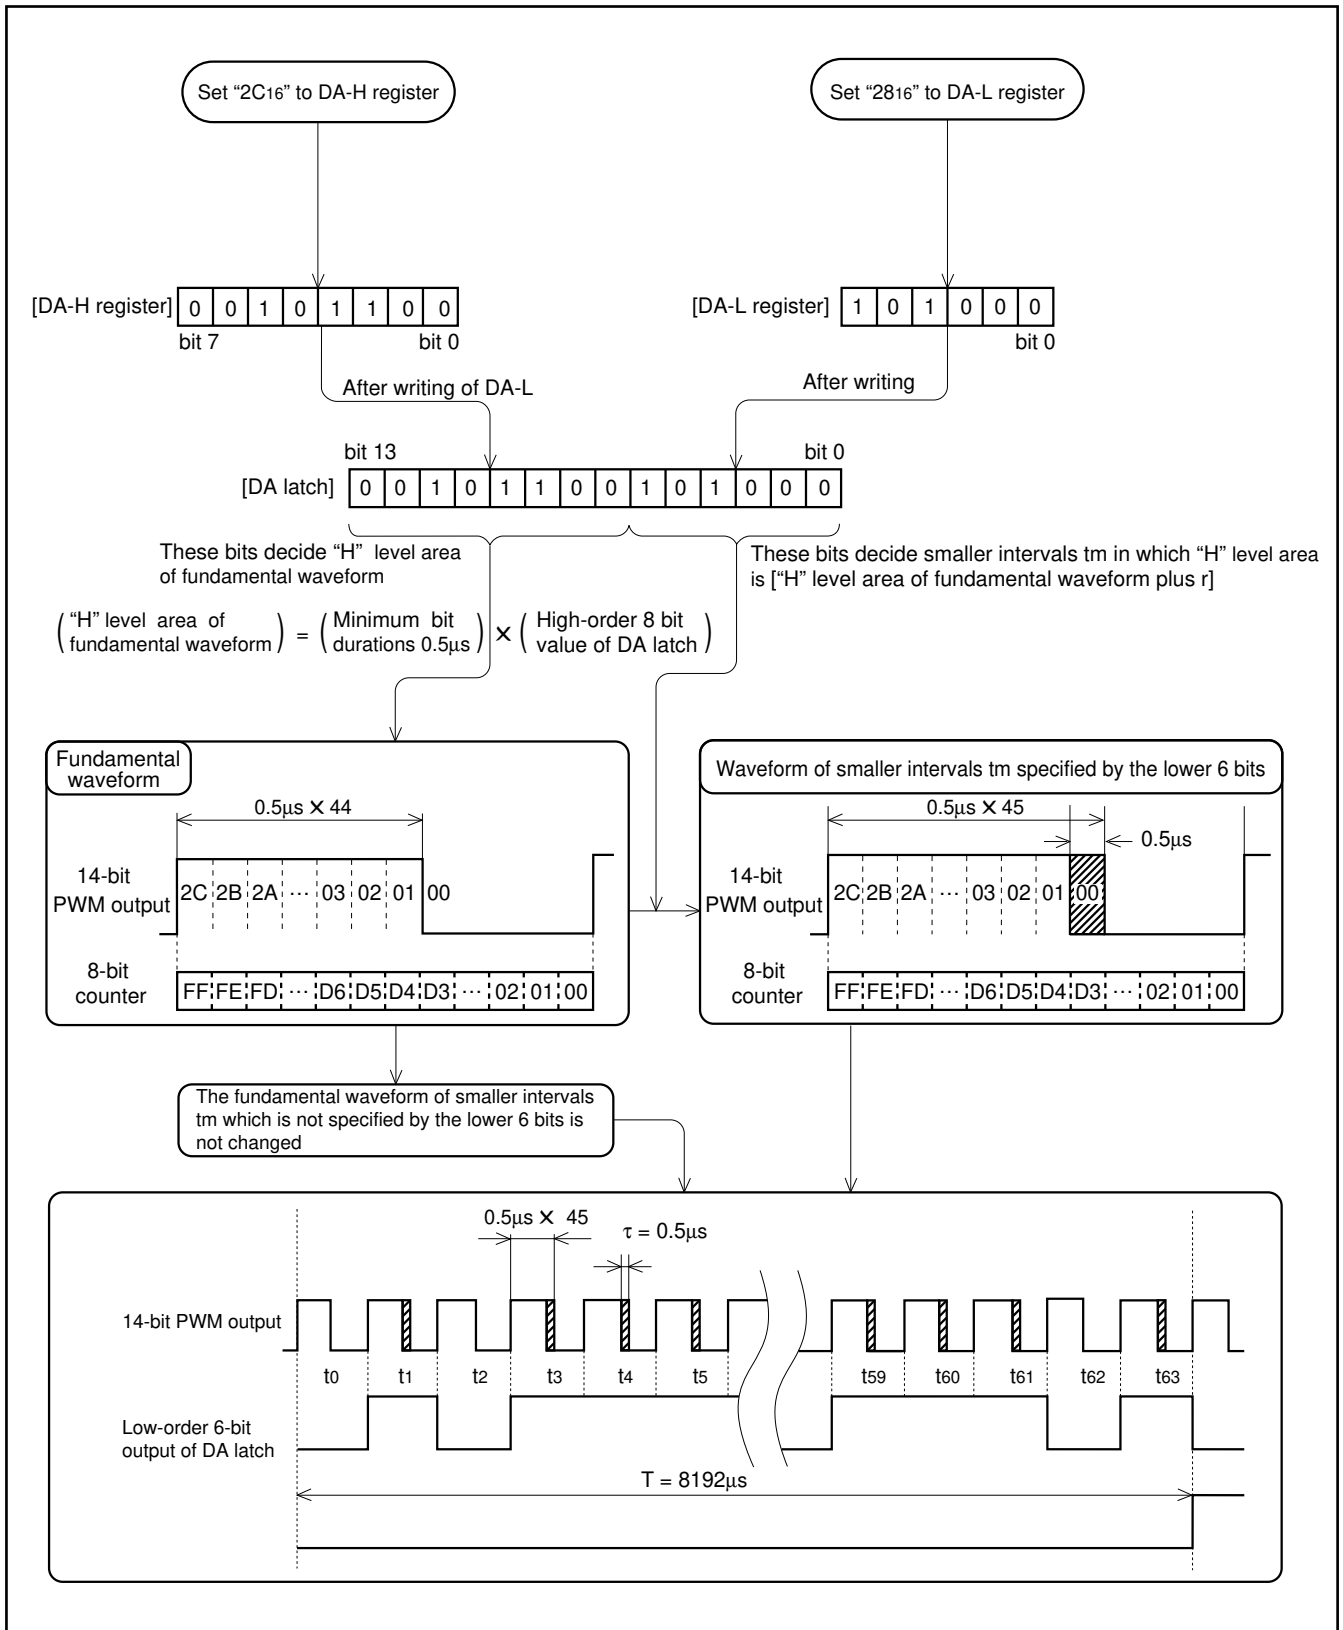 Set “2C16” to DA-H register
Set “2816” to DA-L register
[DA-H register] 0 0 1 0 1 1 0 0
bit 7 bit 0
[DA-L register] 1 0 1 0 0 0
bit 0
After writing of DA-L
After writing
bit 13 bit 0
[DA latch] 0 0 1 0 1 1 0 0 1 0 1 0 0 0
These bits decide “H” level area
of fundamental waveform
These bits decide smaller intervals tm in which “H” level area
is [“H” level area of fundamental waveform plus r]
( “H” level area of fundamental waveform ) = ( Minimum bit durations 0.5μs ) × ( High-order 8 bit value of DA latch )
Fundamental
waveform
0.5μs × 44
14-bit
PWM output
2C 2B 2A ··· 03 02 01 00
8-bit
counter
FF FE FD ··· D6 D5 D4 D3 ··· 02 01 00
Waveform of smaller intervals tm specified by the lower 6 bits
0.5μs × 45
0.5μs
14-bit
PWM output
2C 2B 2A ··· 03 02 01 00
8-bit
counter
FF FE FD ··· D6 D5 D4 D3 ··· 02 01 00
The fundamental waveform of smaller intervals
tm which is not specified by the lower 6 bits is
not changed
0.5μs × 45
τ = 0.5μs
14-bit PWM output
t0 t1 t2 t3 t4 t5 t59 t60 t61 t62 t63
Low-order 6-bit
output of DA latch
T = 8192μs